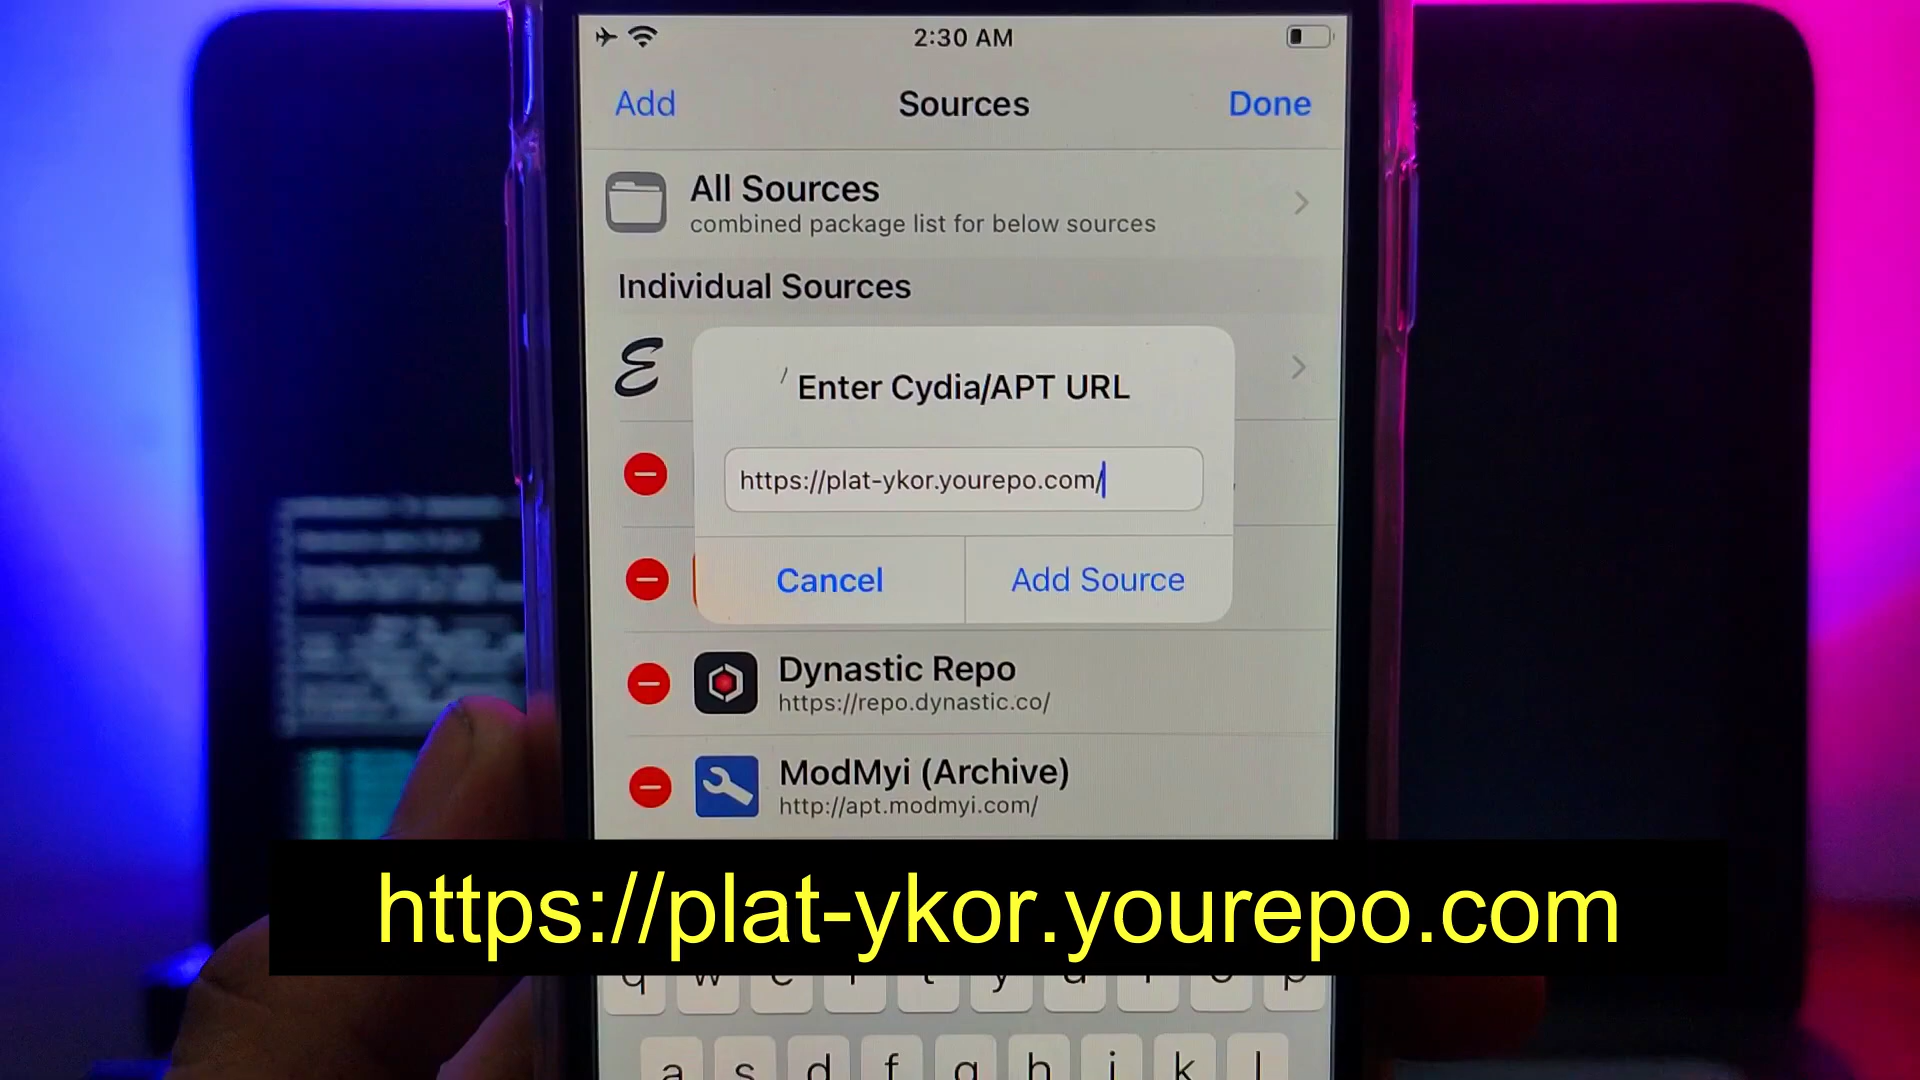 2:30 AM
Add Sources Done
All Sources
combined package list for below sources
Individual Sources
E
Enter Cydia/APT URL
https://plat-ykor.yourepo.com/
Cancel Add Source
Dynastic Repo
https://repo.dynastic.co/
ModMyi (Archive)
http://apt.modmyi.com/
https://plat-ykor.yourepo.com
q w e r t y u i o p
a s d f g h j k l